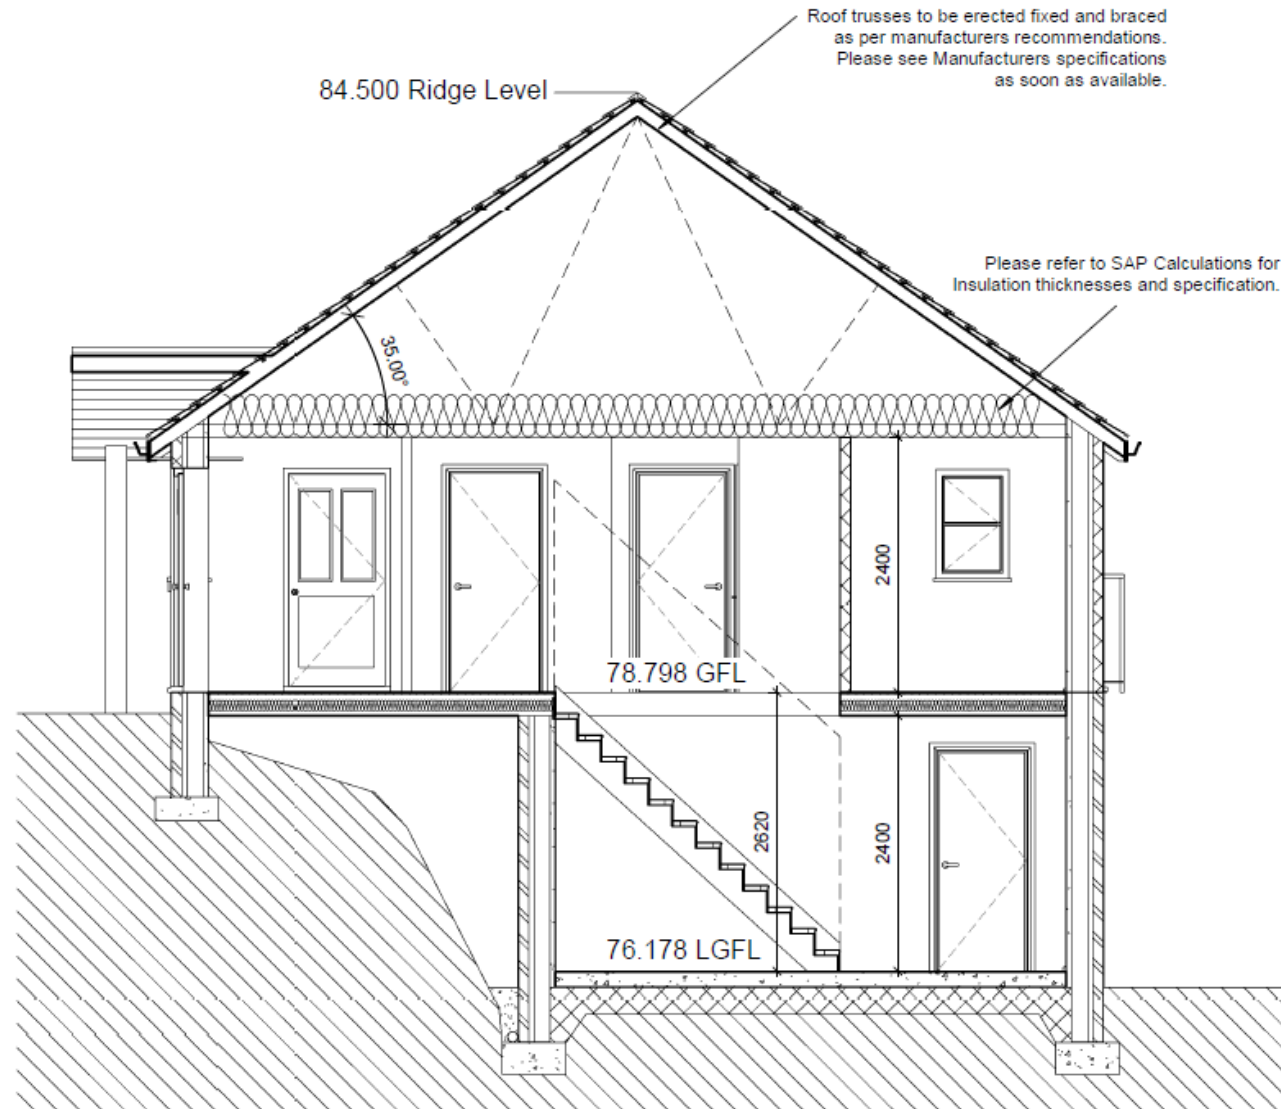 Roof trusses to be erected fixed and braced
as per manufacturers recommendations.
Please see Manufacturers specifications
as soon as available.
84.500 Ridge Level
Please refer to SAP Calculations for
Insulation thicknesses and specification.
35.00°
2400
78.798 GFL
2620
2400
76.178 LGFL